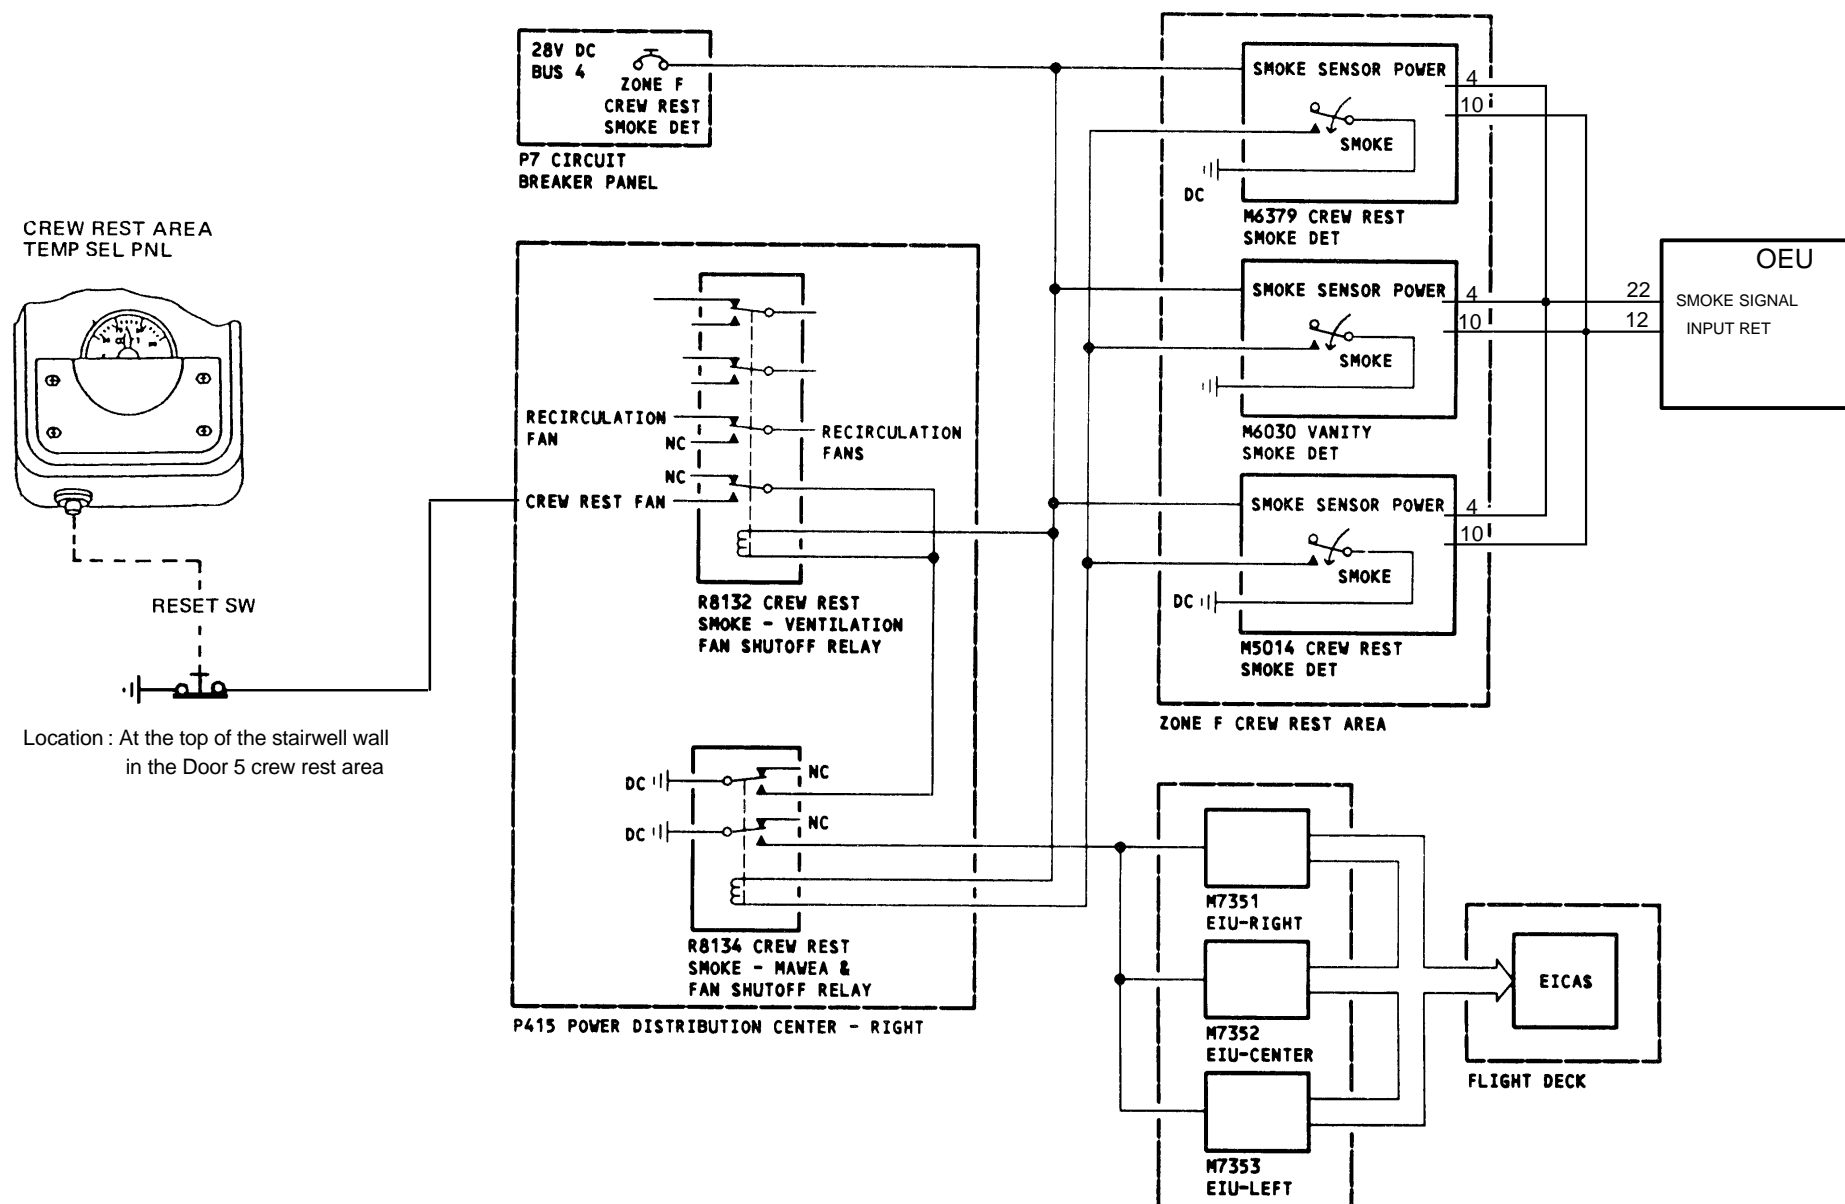 28V DC
BUS 4
ZONE F
CREW REST
SMOKE DET
P7 CIRCUIT
BREAKER PANEL
CREW REST AREA
TEMP SEL PNL
RESET SW
Location : At the top of the stairwell wall
in the Door 5 crew rest area
RECIRCULATION
FAN
NC
NC
CREW REST FAN
RECIRCULATION
FANS
R8132 CREW REST
SMOKE - VENTILATION
FAN SHUTOFF RELAY
DC
NC
DC
NC
R8134 CREW REST
SMOKE - MAWEA &
FAN SHUTOFF RELAY
P415 POWER DISTRIBUTION CENTER - RIGHT
SMOKE SENSOR POWER
4
10
SMOKE
DC
M6379 CREW REST
SMOKE DET
SMOKE SENSOR POWER
4
10
SMOKE
M6030 VANITY
SMOKE DET
SMOKE SENSOR POWER
4
10
SMOKE
DC
M5014 CREW REST
SMOKE DET
ZONE F CREW REST AREA
OEU
22
SMOKE SIGNAL
12
INPUT RET
M7351
EIU-RIGHT
M7352
EIU-CENTER
M7353
EIU-LEFT
EICAS
FLIGHT DECK